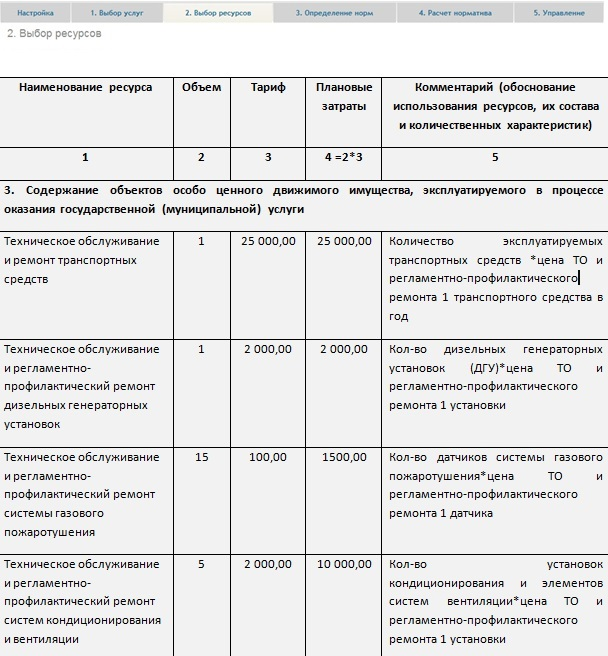 Настройка 1. Выбор услуг 2. Выбор ресурсов 3. Определение норм 4. Расчет норматива 5. Управление
2. Выбор ресурсов
Наименование ресурса Объем Тариф Плановые затраты Комментарий (обоснование использования ресурсов, их состава и количественных характеристик)
1 2 3 4 =2*3 5
3. Содержание объектов особо ценного движимого имущества, эксплуатируемого в процессе
оказания государственной (муниципальной) услуги
Техническое обслуживание 1 25 000,00 25 000,00 Количество эксплуатируемых
и ремонт транспортных транспортных средств *цена ТО и
средств регламентно-профилактического
ремонта 1 транспортного средства в
год
Техническое обслуживание 1 2 000,00 2 000,00 Кол-во дизельных генераторных
и регламентно- установок (ДГУ)*цена ТО и
профилактический ремонт регламентно-профилактического
дизельных генераторных ремонта 1 установки
установок
Техническое обслуживание 15 100,00 1500,00 Кол-во датчиков системы газового
и регламентно- пожаротушения*цена ТО и
профилактический ремонт регламентно-профилактического
системы газового ремонта 1 датчика
пожаротушения
Техническое обслуживание 5 2 000,00 10 000,00 Кол-во установок
и регламентно- кондиционирования и элементов
профилактический ремонт систем вентиляции*цена ТО и
систем кондиционирования регламентно-профилактического
и вентиляции ремонта 1 установки